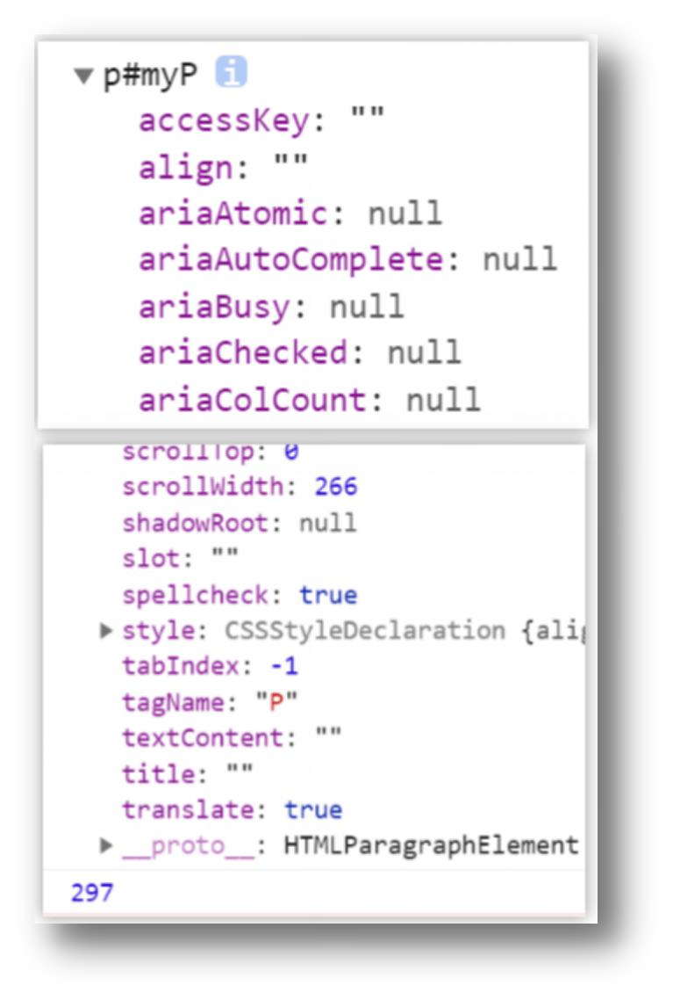 ▼ p#myP i
accessKey: ""
align: ""
ariaAtomic: null
ariaAutoComplete: null
ariaBusy: null
ariaChecked: null
ariaColCount: null
scrollTop: 0
scrollWidth: 266
shadowRoot: null
slot: ""
spellcheck: true
▶ style: CSSStyleDeclaration {alig
tabIndex: -1
tagName: "P"
textContent: ""
title: ""
translate: true
▶ __proto__: HTMLParagraphElement
297